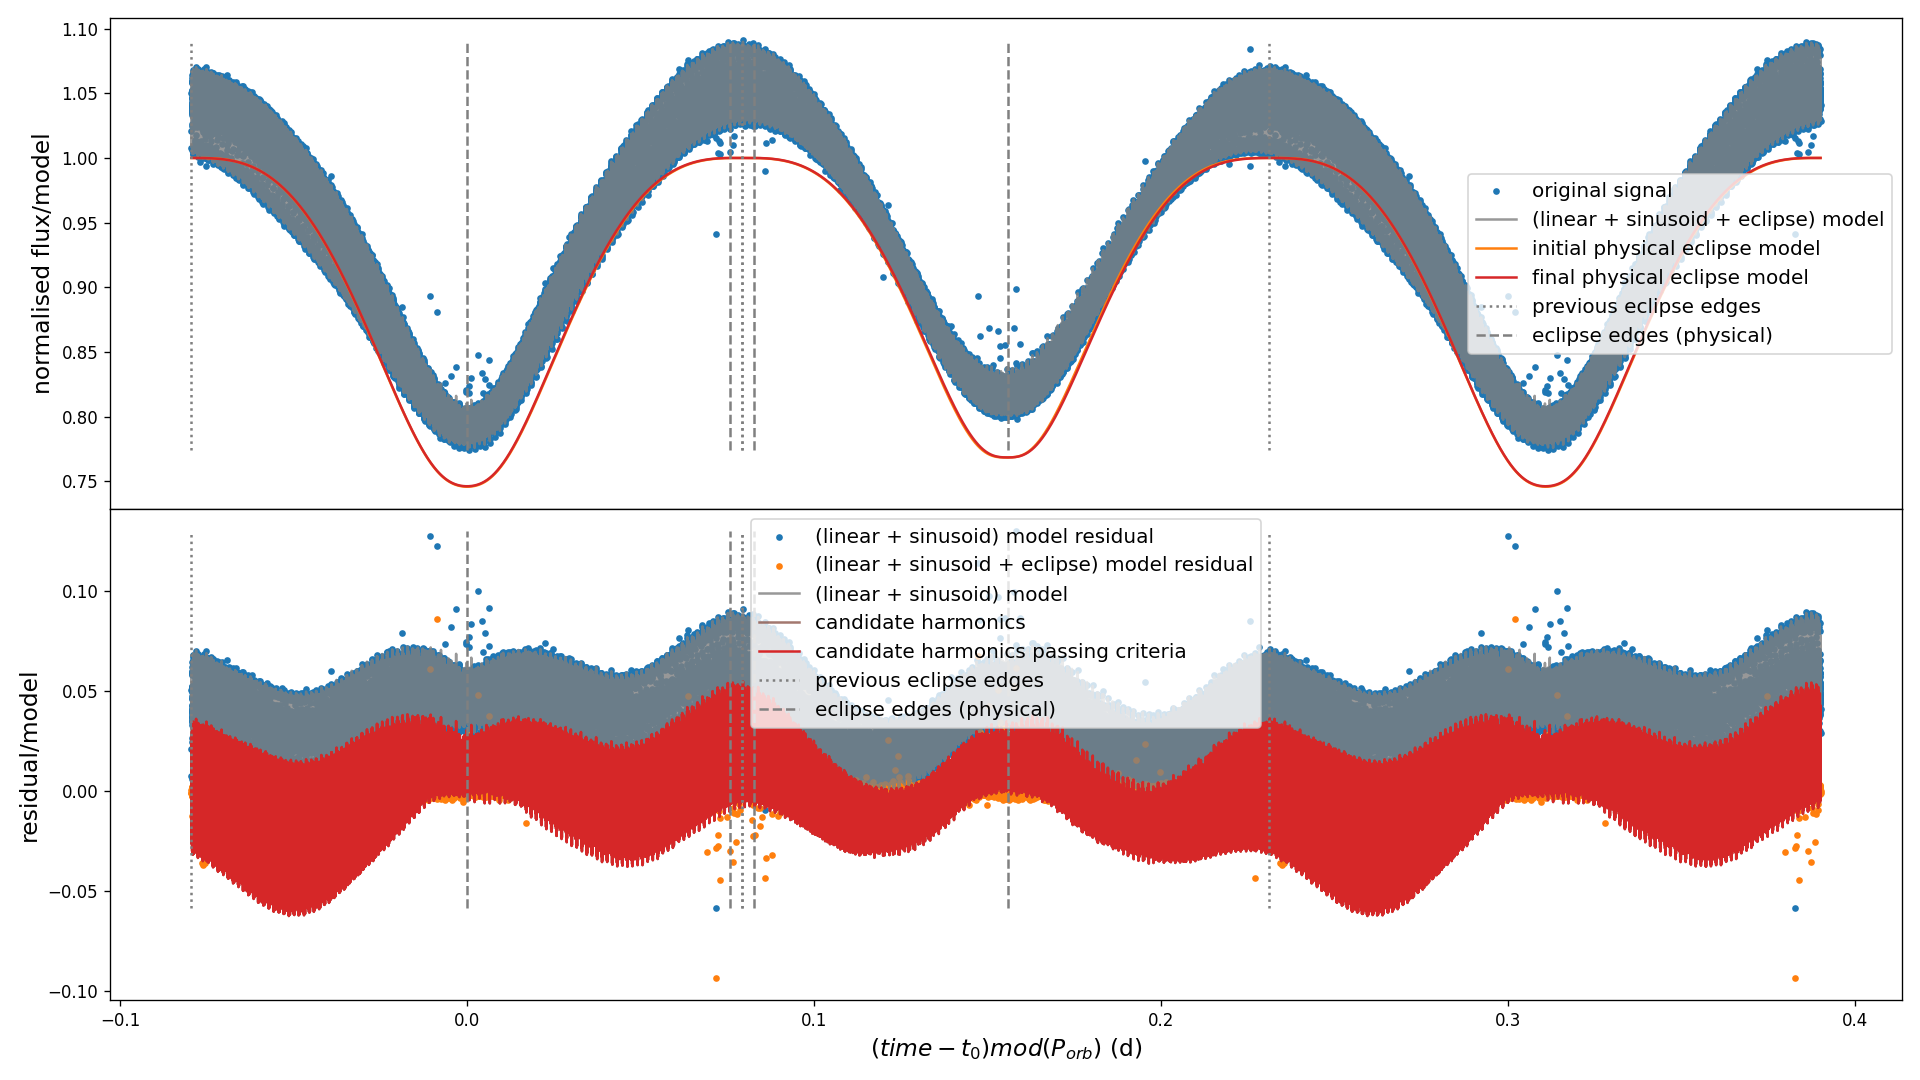 1.10
1.05
1.00
0.95
0.90
0.85
0.80
0.75
normalised flux/model
original signal
(linear + sinusoid + eclipse) model
initial physical eclipse model
final physical eclipse model
previous eclipse edges
eclipse edges (physical)
0.10
0.05
0.00
−0.05
−0.10
residual/model
(linear + sinusoid) model residual
(linear + sinusoid + eclipse) model residual
(linear + sinusoid) model
candidate harmonics
candidate harmonics passing criteria
previous eclipse edges
eclipse edges (physical)
−0.1 0.0 0.1 0.2 0.3 0.4
(time − t₀)mod(Pₒᵣb) (d)